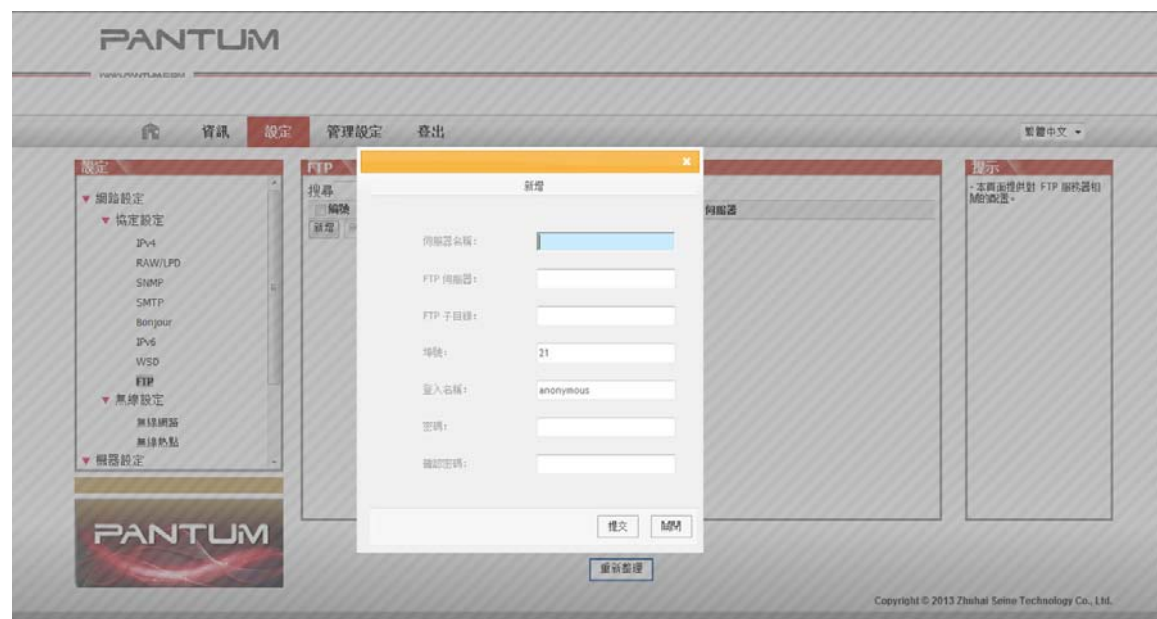 PANTUM
WWW.PANTUM.COM
資訊 設定 管理設定 登出
繁體中文
設定
網路設定
協定設定
IPv4
RAW/LPD
SNMP
SMTP
Bonjour
IPv6
WSD
FTP
無線設定
無線網路
無線熱點
機器設定
PANTUM
FTP
搜尋
編號
伺服器
新增
新增
伺服器名稱:
FTP 伺服器:
FTP 子目錄:
埠號: 21
登入名稱: anonymous
密碼:
確認密碼:
提交 關閉
重新整理
提示
・本頁面提供對 FTP 服務器相
關的配置。
Copyright © 2013 Zhuhai Seine Technology Co., Ltd.